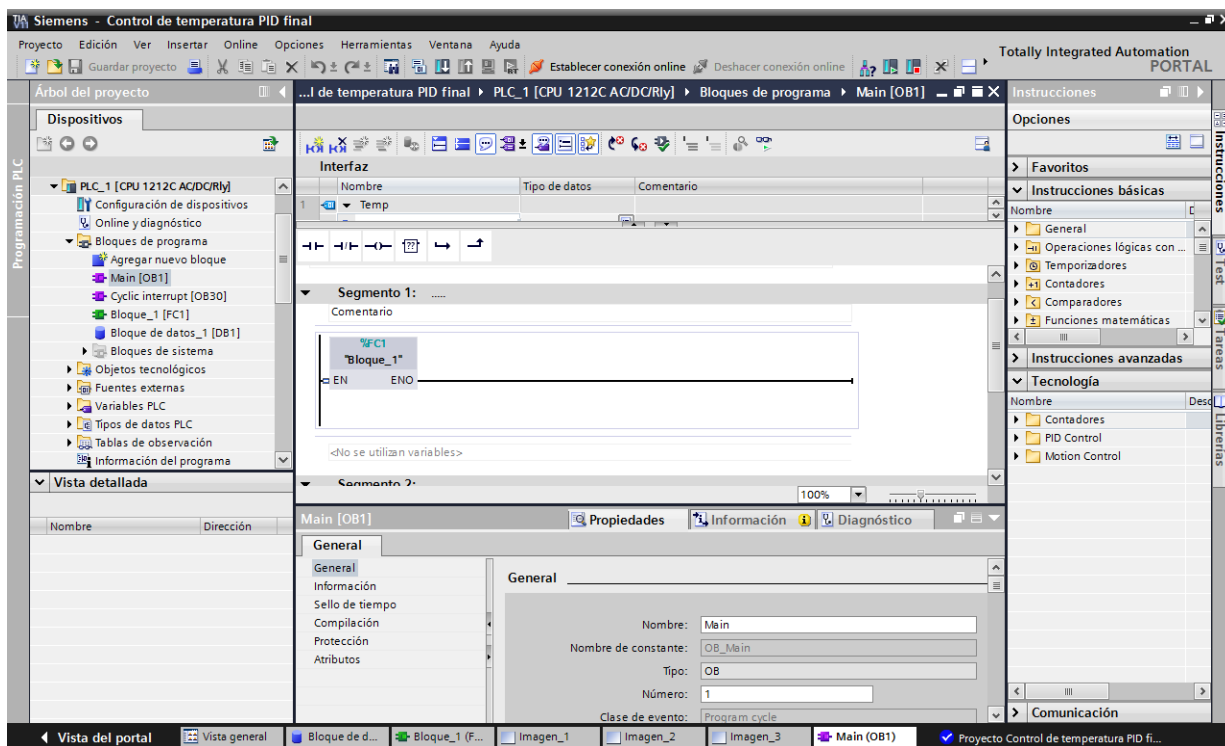 Siemens - Control de temperatura PID final
Proyecto Edición Ver Insertar Online Opciones Herramientas Ventana Ayuda
Totally Integrated Automation
PORTAL
Guardar proyecto
Establecer conexión online
Deshacer conexión online
Árbol del proyecto
...l de temperatura PID final PLC_1 [CPU 1212C AC/DC/Rly] Bloques de programa Main [OB1]
Instrucciones
Dispositivos
Opciones
Programación PLC
PLC_1 [CPU 1212C AC/DC/Rly]
Configuración de dispositivos
Online y diagnóstico
Bloques de programa
Agregar nuevo bloque
Main [OB1]
Cyclic interrupt [OB30]
Bloque_1 [FC1]
Bloque de datos_1 [DB1]
Bloques de sistema
Objetos tecnológicos
Fuentes externas
Variables PLC
Tipos de datos PLC
Tablas de observación
Información del programa
Vista detallada
Nombre Dirección
Interfaz
Nombre Tipo de datos Comentario
1 Temp
??
Segmento 1: .....
Comentario
%FC1
"Bloque_1"
EN ENO
<No se utilizan variables>
Segmento 2:
100%
Main [OB1]
Propiedades
Información
Diagnóstico
General
General
Información
Sello de tiempo
Compilación
Protección
Atributos
General
Nombre: Main
Nombre de constante: OB_Main
Tipo: OB
Número: 1
Clase de evento: Program cycle
Favoritos
Instrucciones básicas
Nombre D
General
Operaciones lógicas con ...
Temporizadores
Contadores
Comparadores
Funciones matemáticas
Instrucciones avanzadas
Tecnología
Nombre Desc
Contadores
PID Control
Motion Control
Comunicación
Instrucciones
Test
Tareas
Librerías
Vista del portal
Vista general
Bloque de d...
Bloque_1 (F...
Imagen_1
Imagen_2
Imagen_3
Main (OB1)
Proyecto Control de temperatura PID fi...